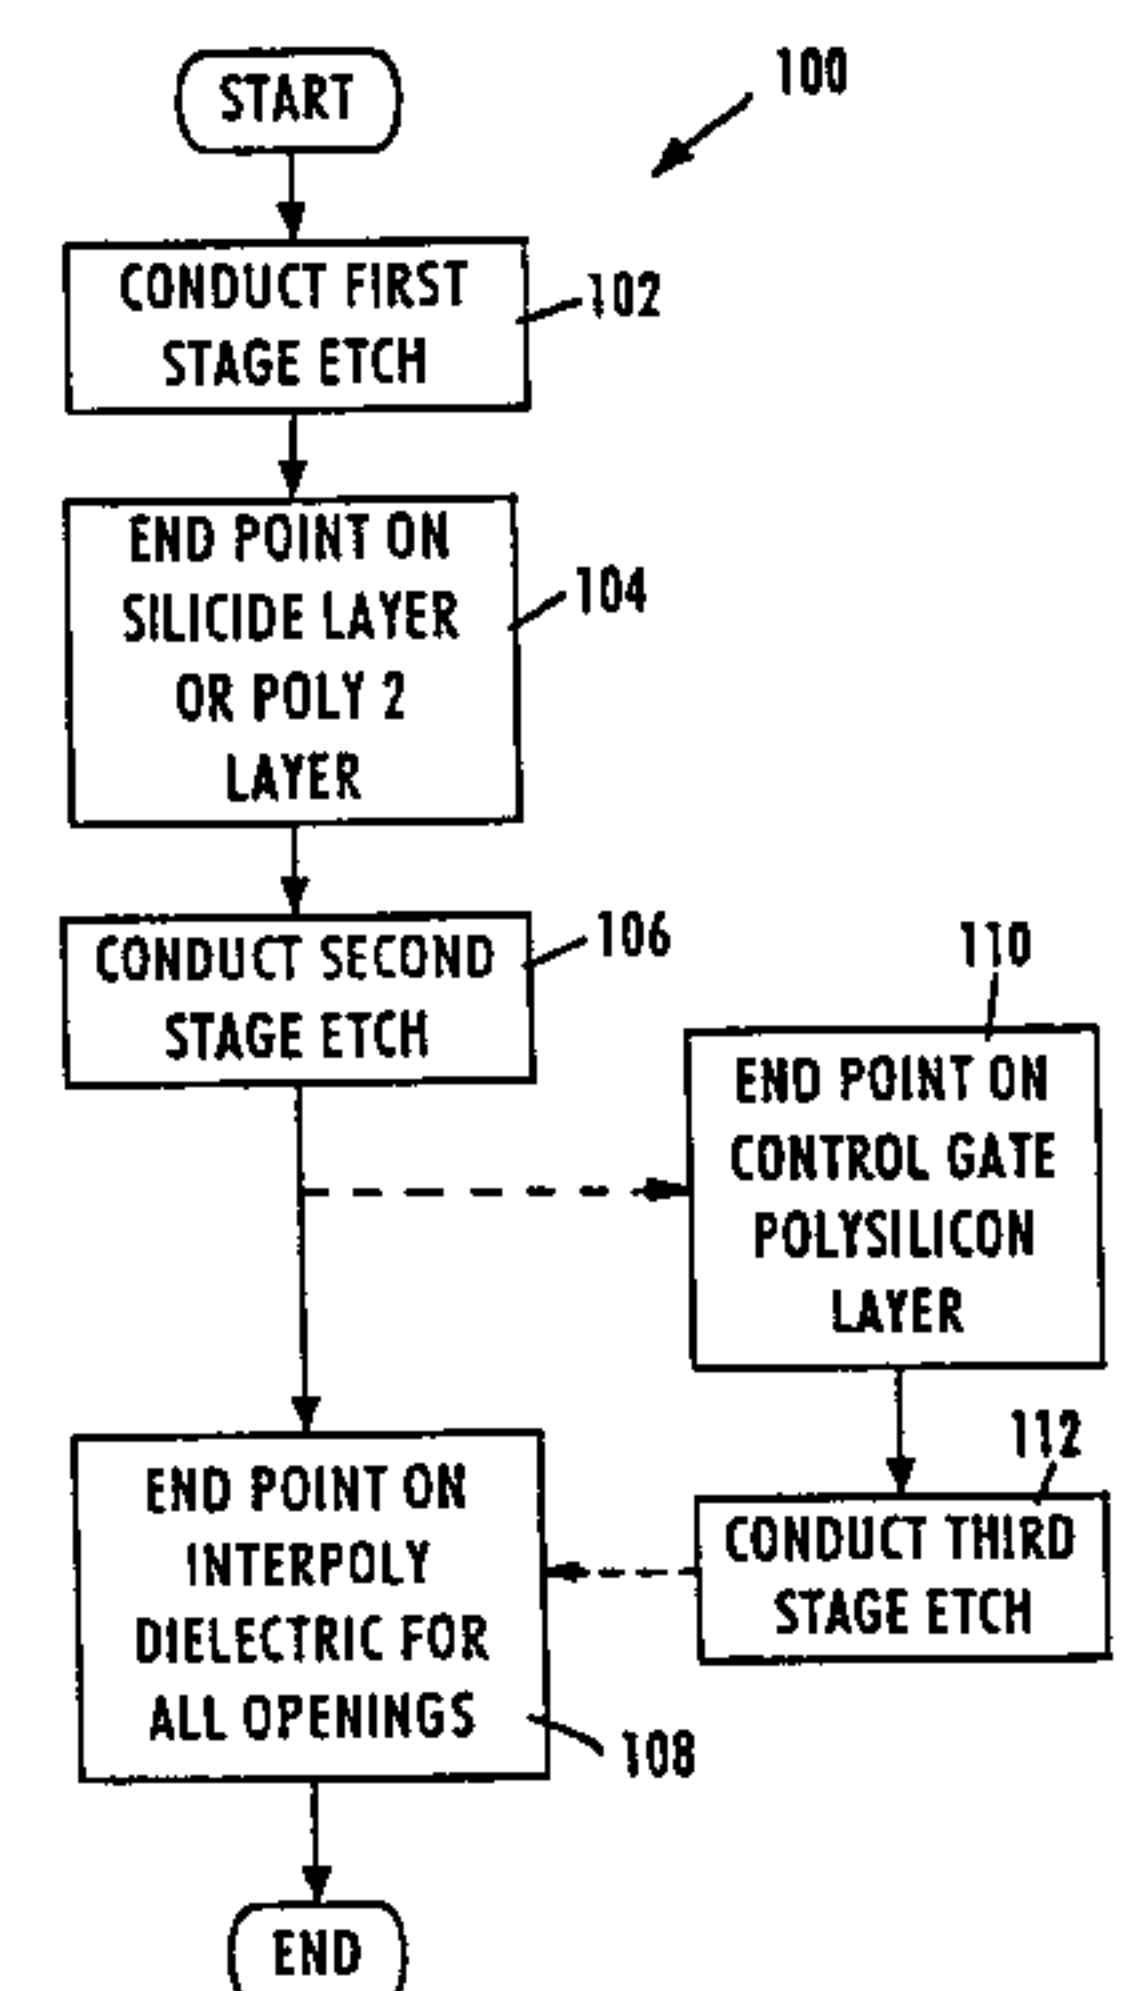 START
100
CONDUCT FIRST
STAGE ETCH
102
END POINT ON
SILICIDE LAYER
OR POLY 2
LAYER
104
CONDUCT SECOND
STAGE ETCH
106
110
END POINT ON
CONTROL GATE
POLYSILICON
LAYER
112
CONDUCT THIRD
STAGE ETCH
END POINT ON
INTERPOLY
DIELECTRIC FOR
ALL OPENINGS
108
END